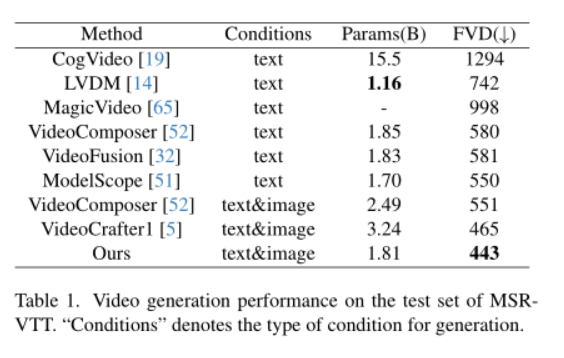 Method Conditions Params(B) FVD(↓)
CogVideo [19] text 15.5 1294
LVDM [14] text 1.16 742
MagicVideo [65] text - 998
VideoComposer [52] text 1.85 580
VideoFusion [32] text 1.83 581
ModelScope [51] text 1.70 550
VideoComposer [52] text&image 2.49 551
VideoCrafter1 [5] text&image 3.24 465
Ours text&image 1.81 443
Table 1. Video generation performance on the test set of MSR-
VTT. “Conditions” denotes the type of condition for generation.